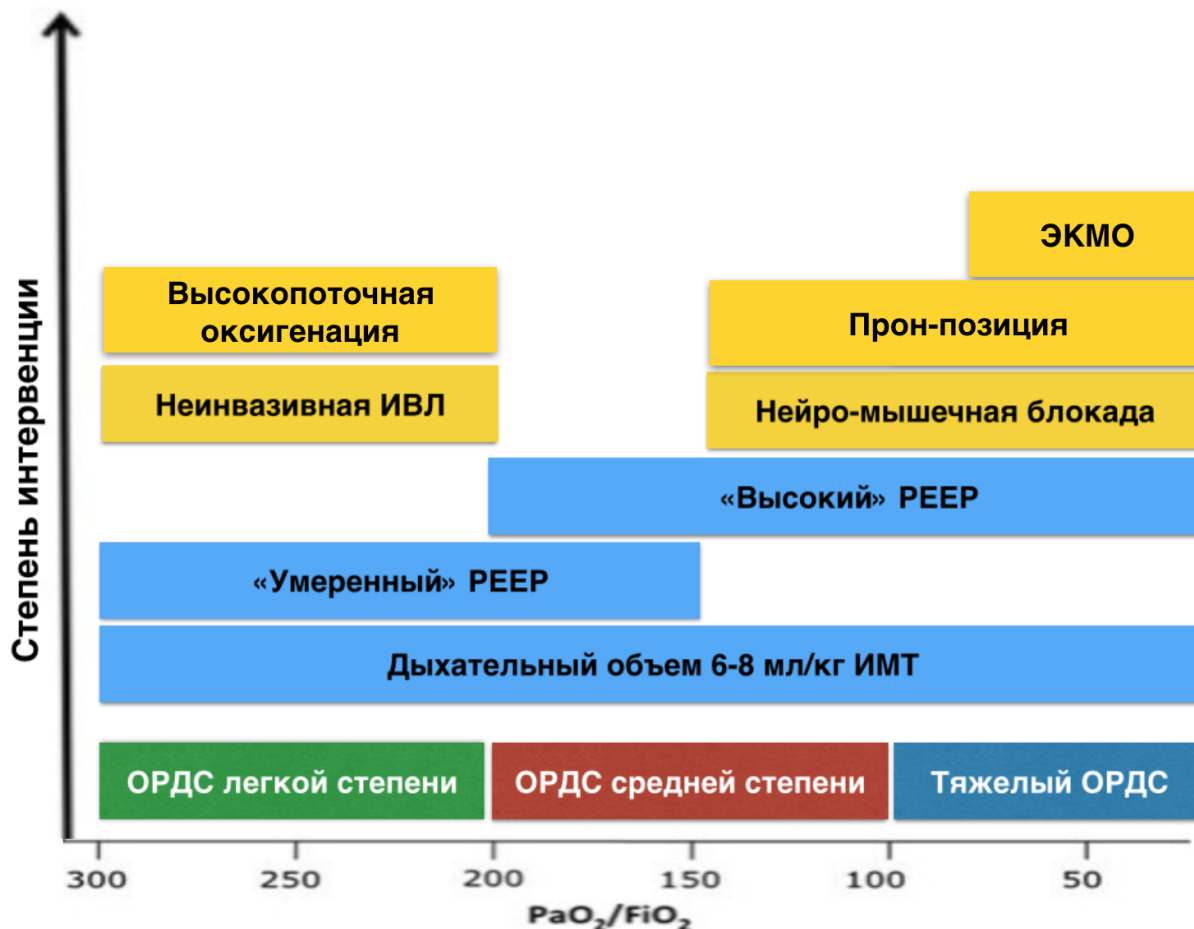 Степень интервенции
ЭКМО
Высокопоточная
оксигенация
Прон-позиция
Неинвазивная ИВЛ
Нейро-мышечная блокада
«Высокий» PEEP
«Умеренный» PEEP
Дыхательный объем 6-8 мл/кг ИМТ
ОРДС легкой степени
ОРДС средней степени
Тяжелый ОРДС
300 250 200 150 100 50
PaO₂/FiO₂